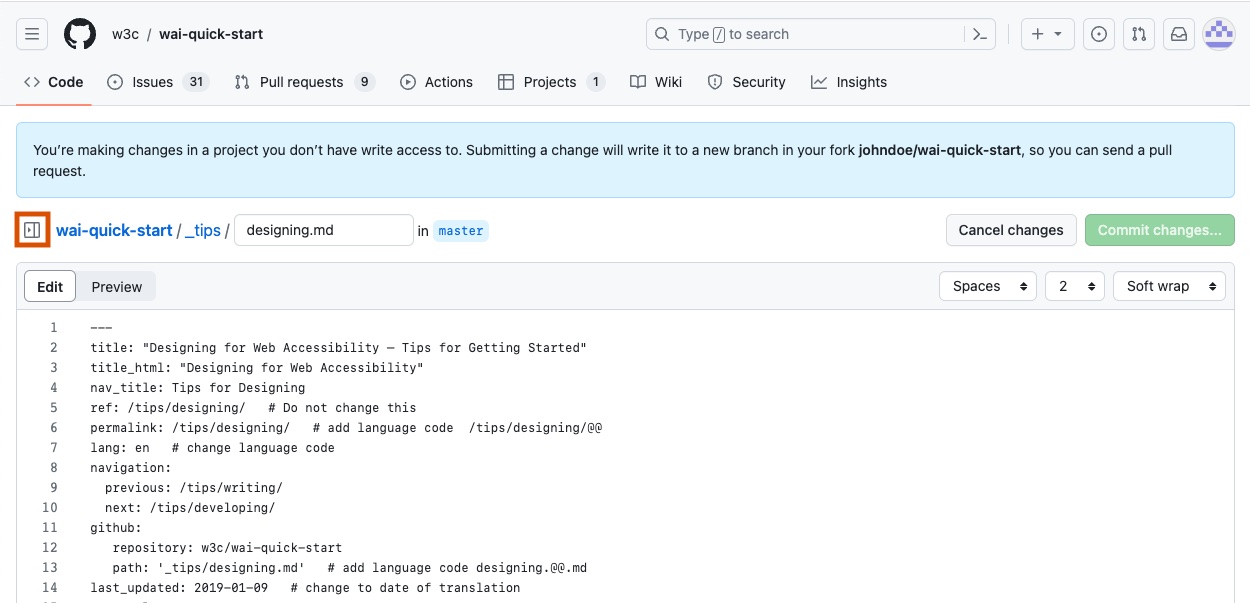 w3c / wai-quick-start
Type / to search
Code
Issues 31
Pull requests 9
Actions
Projects 1
Wiki
Security
Insights
You’re making changes in a project you don’t have write access to. Submitting a change will write it to a new branch in your fork johndoe/wai-quick-start, so you can send a pull
request.
wai-quick-start / _tips / designing.md in master
Cancel changes
Commit changes...
Edit
Preview
Spaces
2
Soft wrap
1 ---
2 title: "Designing for Web Accessibility – Tips for Getting Started"
3 title_html: "Designing for Web Accessibility"
4 nav_title: Tips for Designing
5 ref: /tips/designing/   # Do not change this
6 permalink: /tips/designing/   # add language code  /tips/designing/@@
7 lang: en   # change language code
8 navigation:
9   previous: /tips/writing/
10   next: /tips/developing/
11 github:
12    repository: w3c/wai-quick-start
13    path: '_tips/designing.md'   # add language code designing.@@.md
14 last_updated: 2019-01-09   # change to date of translation